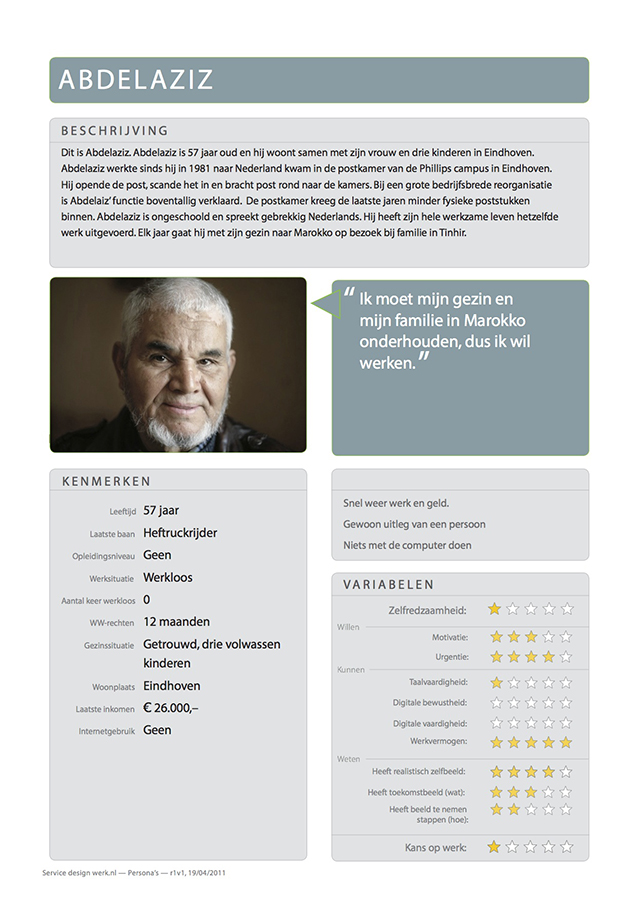 ABDELAZIZ
BESCHRIJVING
Dit is Abdelaziz. Abdelaziz is 57 jaar oud en hij woont samen met zijn vrouw en drie kinderen in Eindhoven.
Abdelaziz werkte sinds hij in 1981 naar Nederland kwam in de postkamer van de Phillips campus in Eindhoven.
Hij opende de post, scande het in en bracht post rond naar de kamers. Bij een grote bedrijfsbrede reorganisatie
is Abdelaiz' functie boventallig verklaard. De postkamer kreeg de laatste jaren minder fysieke poststukken
binnen. Abdelaziz is ongeschoold en spreekt gebrekkig Nederlands. Hij heeft zijn hele werkzame leven hetzelfde
werk uitgevoerd. Elk jaar gaat hij met zijn gezin naar Marokko op bezoek bij familie in Tinhir.
“ Ik moet mijn gezin en
mijn familie in Marokko
onderhouden, dus ik wil
werken.”
KENMERKEN
Leeftijd 57 jaar
Laatste baan Heftruckrijder
Opleidingsniveau Geen
Werksituatie Werkloos
Aantal keer werkloos 0
WW-rechten 12 maanden
Gezinssituatie Getrouwd, drie volwassen
kinderen
Woonplaats Eindhoven
Laatste inkomen € 26.000,–
Internetgebruik Geen
Snel weer werk en geld.
Gewoon uitleg van een persoon
Niets met de computer doen
VARIABELEN
Zelfredzaamheid:
Willen
Motivatie:
Urgentie:
Kunnen
Taalvaardigheid:
Digitale bewustheid:
Digitale vaardigheid:
Werkvermogen:
Weten
Heeft realistisch zelfbeeld:
Heeft toekomstbeeld (wat):
Heeft beeld te nemen
stappen (hoe):
Kans op werk:
Service design werk.nl — Persona's — r1v1, 19/04/2011